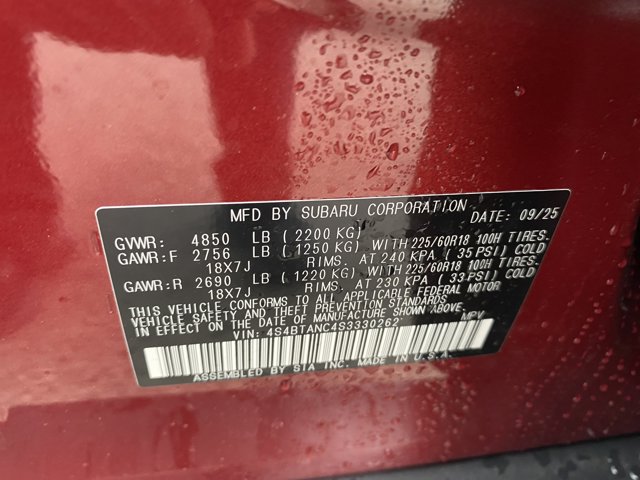 MFD BY SUBARU CORPORATION DATE: 09/25
GVWR: 4850 LB (2200 KG)
GAWR:F 2756 LB (1250 KG) WITH 225/60R18 100H TIRES.
18X7J RIMS. AT 240 KPA (35 PSI) COLD
GAWR:R 2690 LB (1220 KG) WITH 225/60R18 100H TIRES.
18X7J RIMS. AT 230 KPA (33 PSI) COLD
THIS VEHICLE CONFORMS TO ALL APPLICABLE FEDERAL MOTOR
VEHICLE SAFETY AND THEFT PREVENTION STANDARDS
IN EFFECT ON THE DATE OF MANUFACTURE SHOWN ABOVE.
VIN: 4S4BTANC4S3330262 MPV
ASSEMBLED BY SIA INC. MADE IN U.S.A.